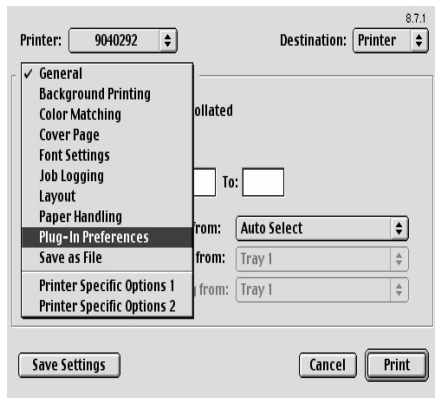 8.7.1
Printer: 9040292 Destination: Printer
✓ General
Background Printing
Color Matching
ollated
Cover Page
Font Settings
Job Logging
To:
Layout
Paper Handling
Plug-In Preferences
from: Auto Select
Save as File
from: Tray 1
Printer Specific Options 1
from: Tray 1
Printer Specific Options 2
Save Settings Cancel Print